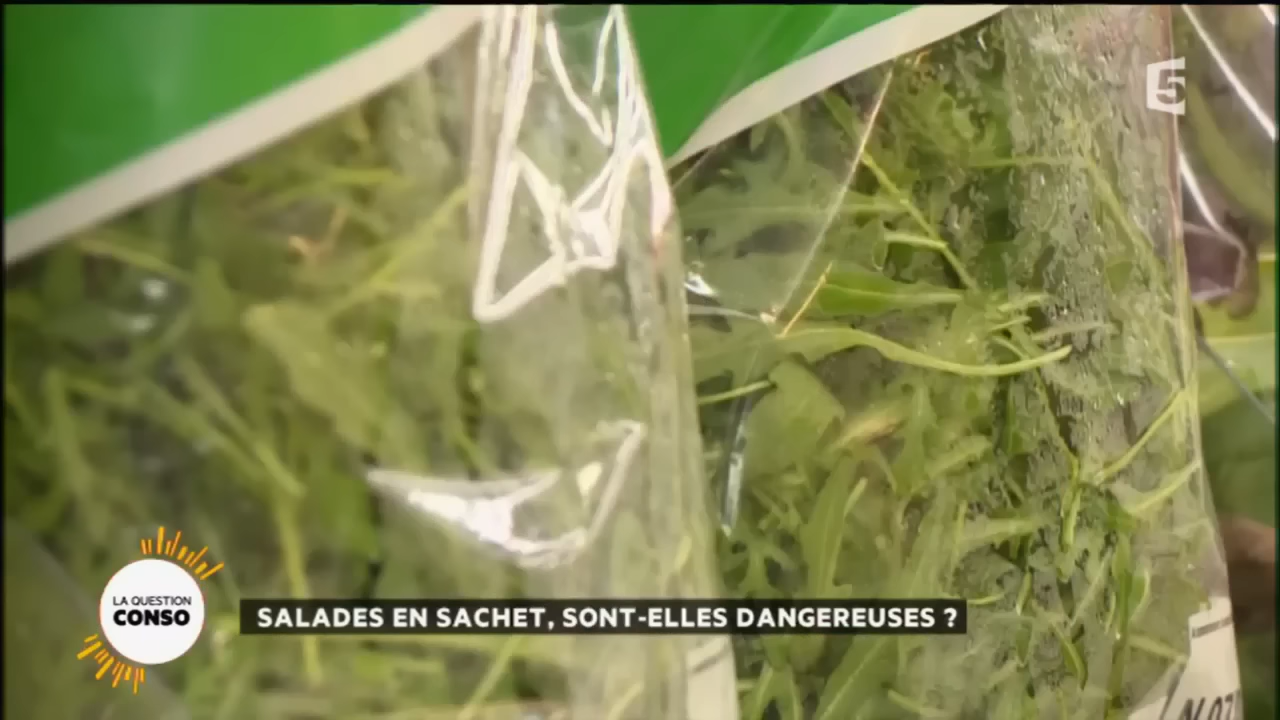 5
LA QUESTION
CONSO
SALADES EN SACHET, SONT-ELLES DANGEREUSES ?